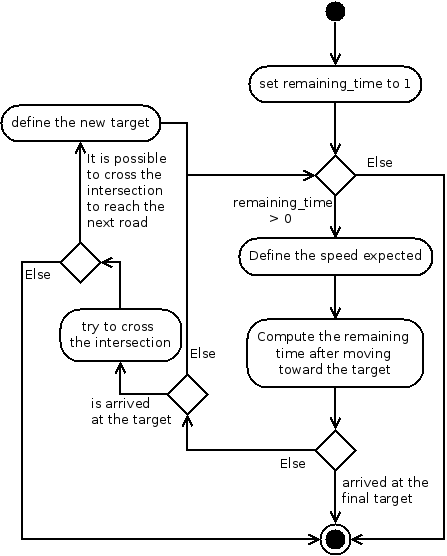 set remaining_time to 1
define the new target
It is possible
to cross the
intersection
to reach the
next road
Else
remaining_time
> 0
Define the speed expected
Else
try to cross
the intersection
Compute the remaining
time after moving
toward the target
Else
is arrived
at the target
Else
arrived at the
final target